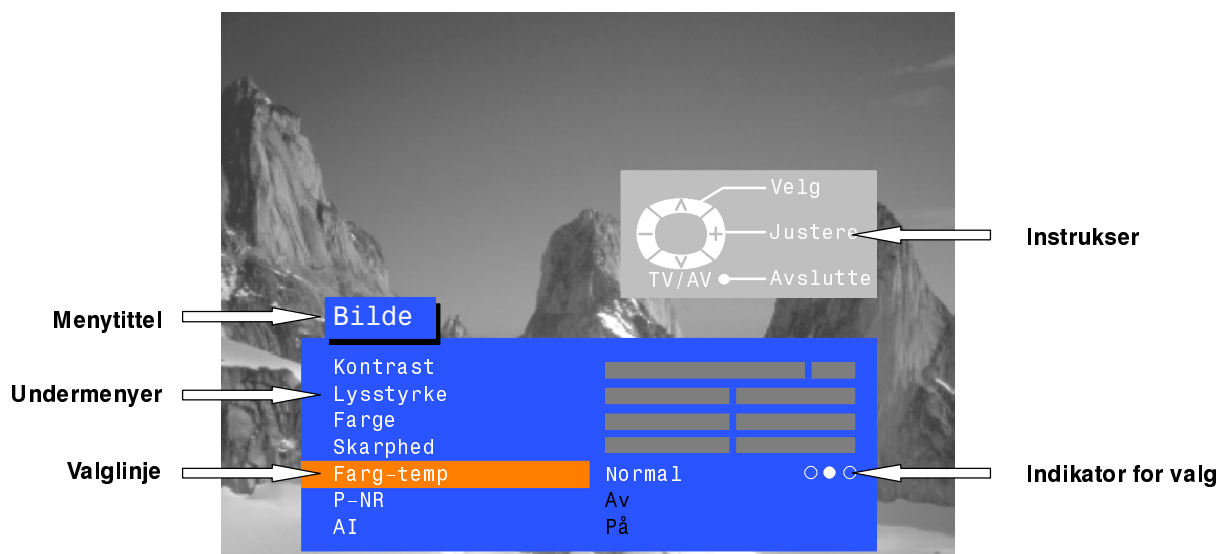 Velg
Justere
TV/AV Avslutte
Instrukser
Menytittel
Bilde
Undermenyer
Kontrast
Lysstyrke
Farge
Skarphed
Valglinje
Farg-temp Normal
Indikator for valg
P-NR Av
AI På